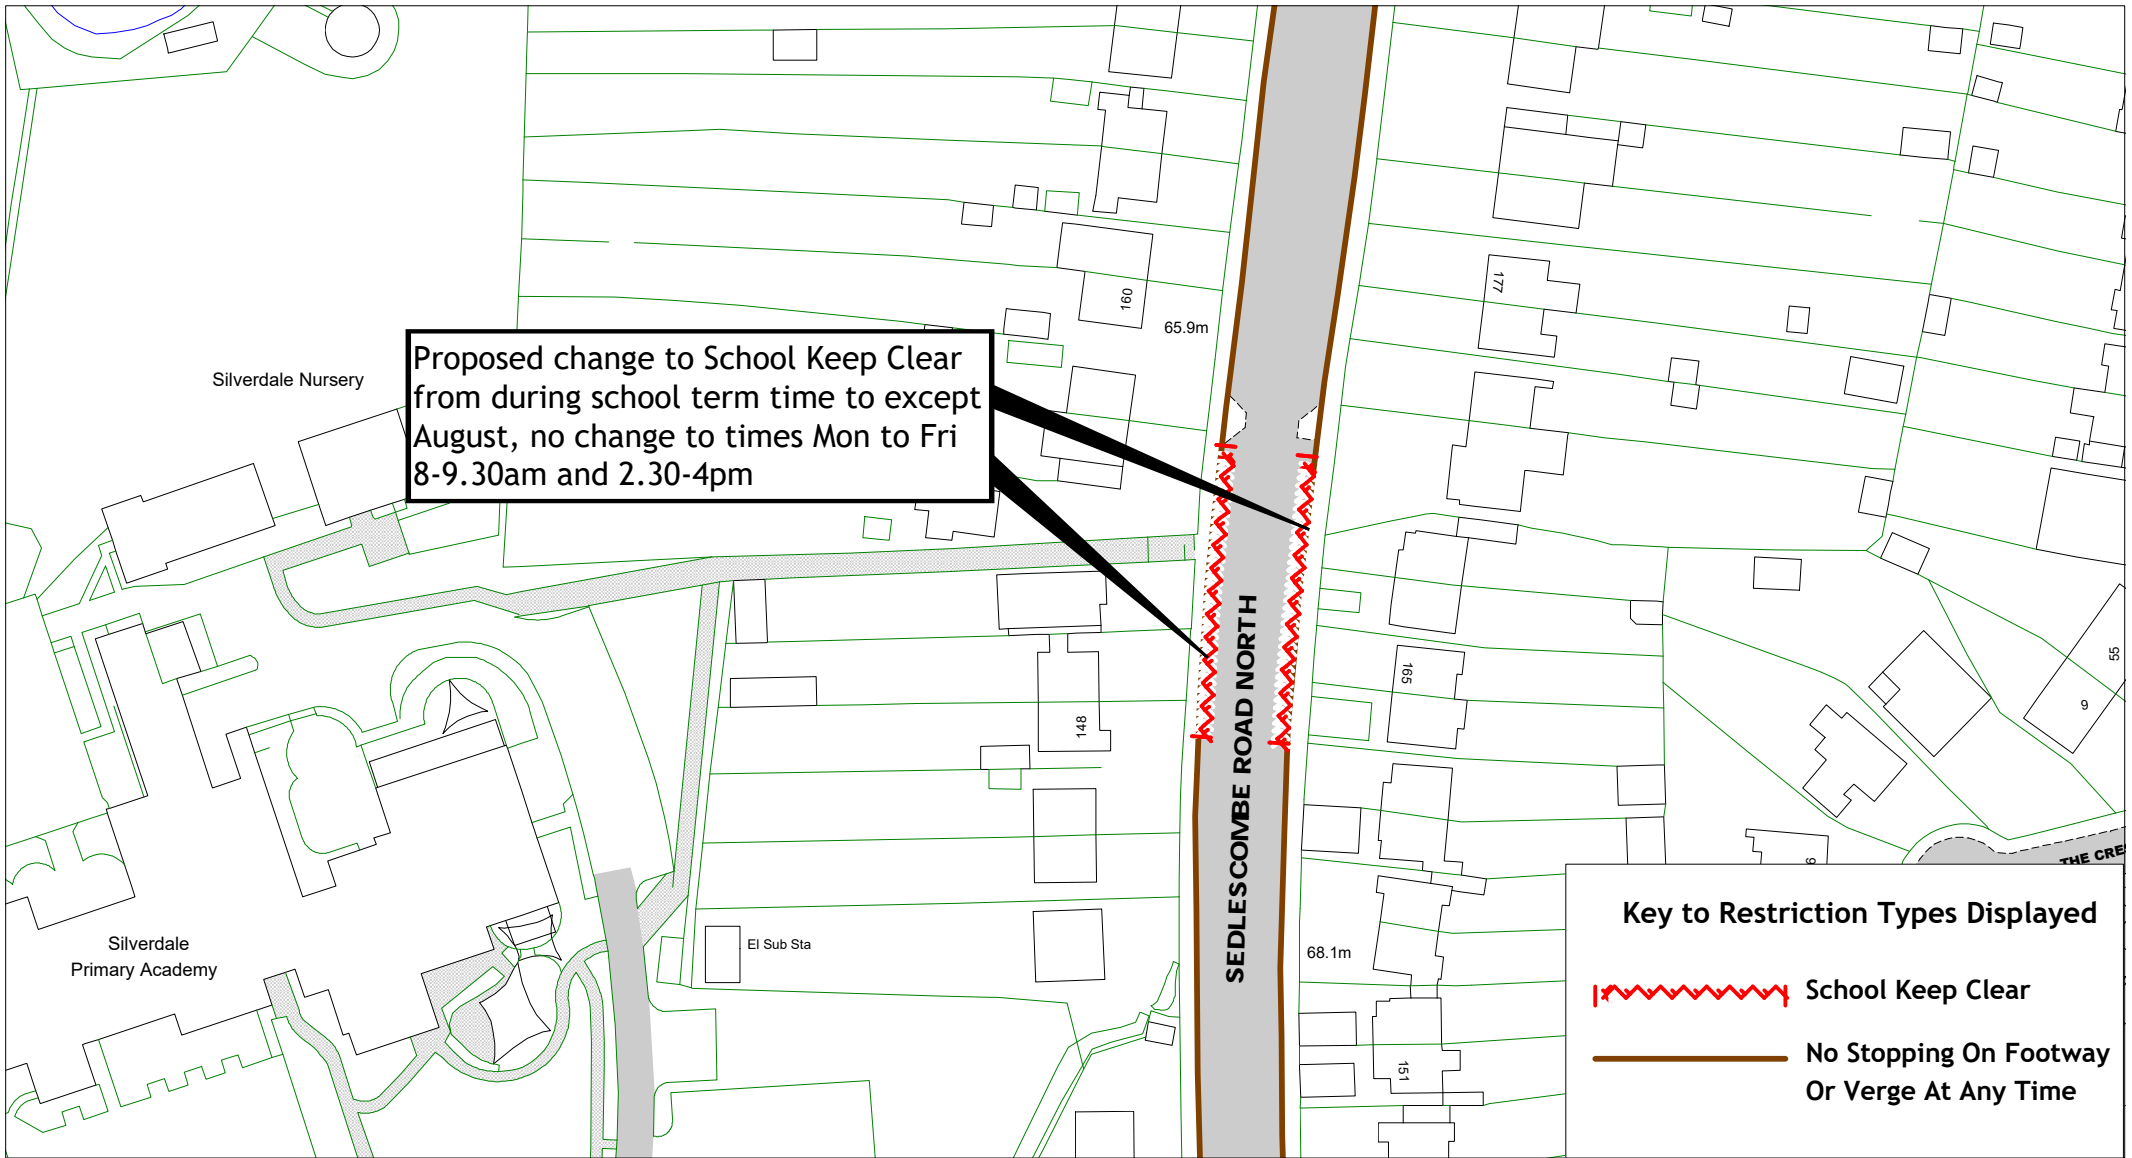 160
177
65.9m
Silverdale Nursery
Proposed change to School Keep Clear
from during school term time to except
August, no change to times Mon to Fri
8-9.30am and 2.30-4pm
SEDLESCOMBE ROAD NORTH
165
148
55
9
THE CRE
Silverdale
Primary Academy
El Sub Sta
68.1m
151
Key to Restriction Types Displayed
School Keep Clear
No Stopping On Footway
Or Verge At Any Time